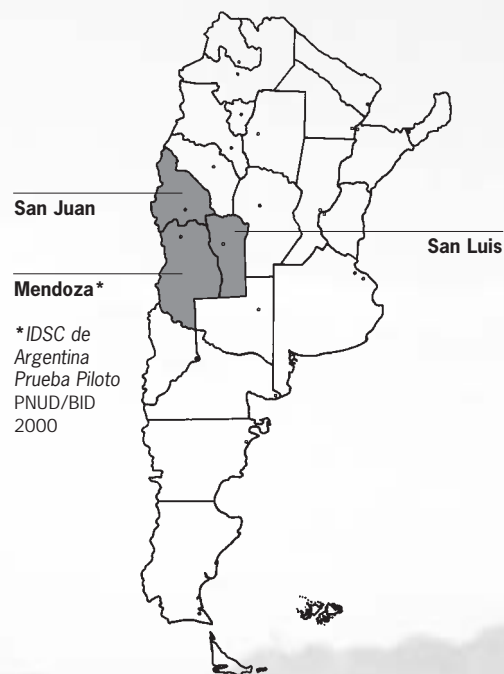 San Juan
San Luis
Mendoza*
*IDSC de
Argentina
Prueba Piloto
PNUD/BID
2000